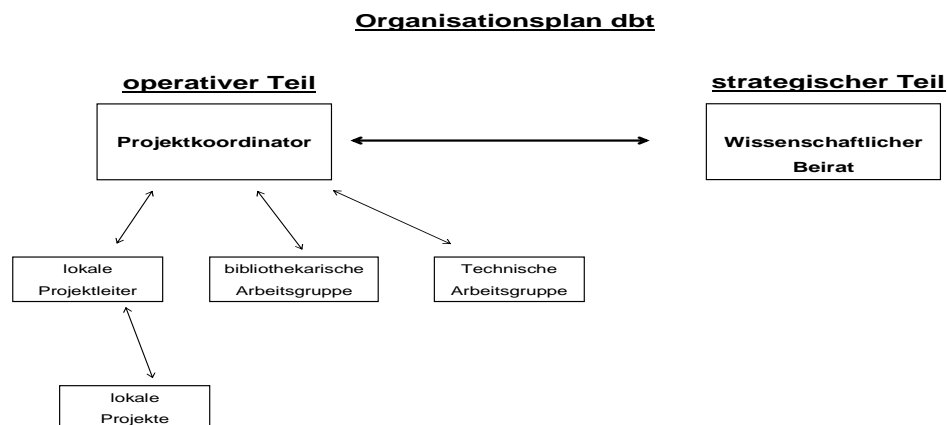 Organisationsplan dbt
operativer Teil
strategischer Teil
Projektkoordinator
Wissenschaftlicher
Beirat
lokale
Projektleiter
bibliothekarische
Arbeitsgruppe
Technische
Arbeitsgruppe
lokale
Projekte